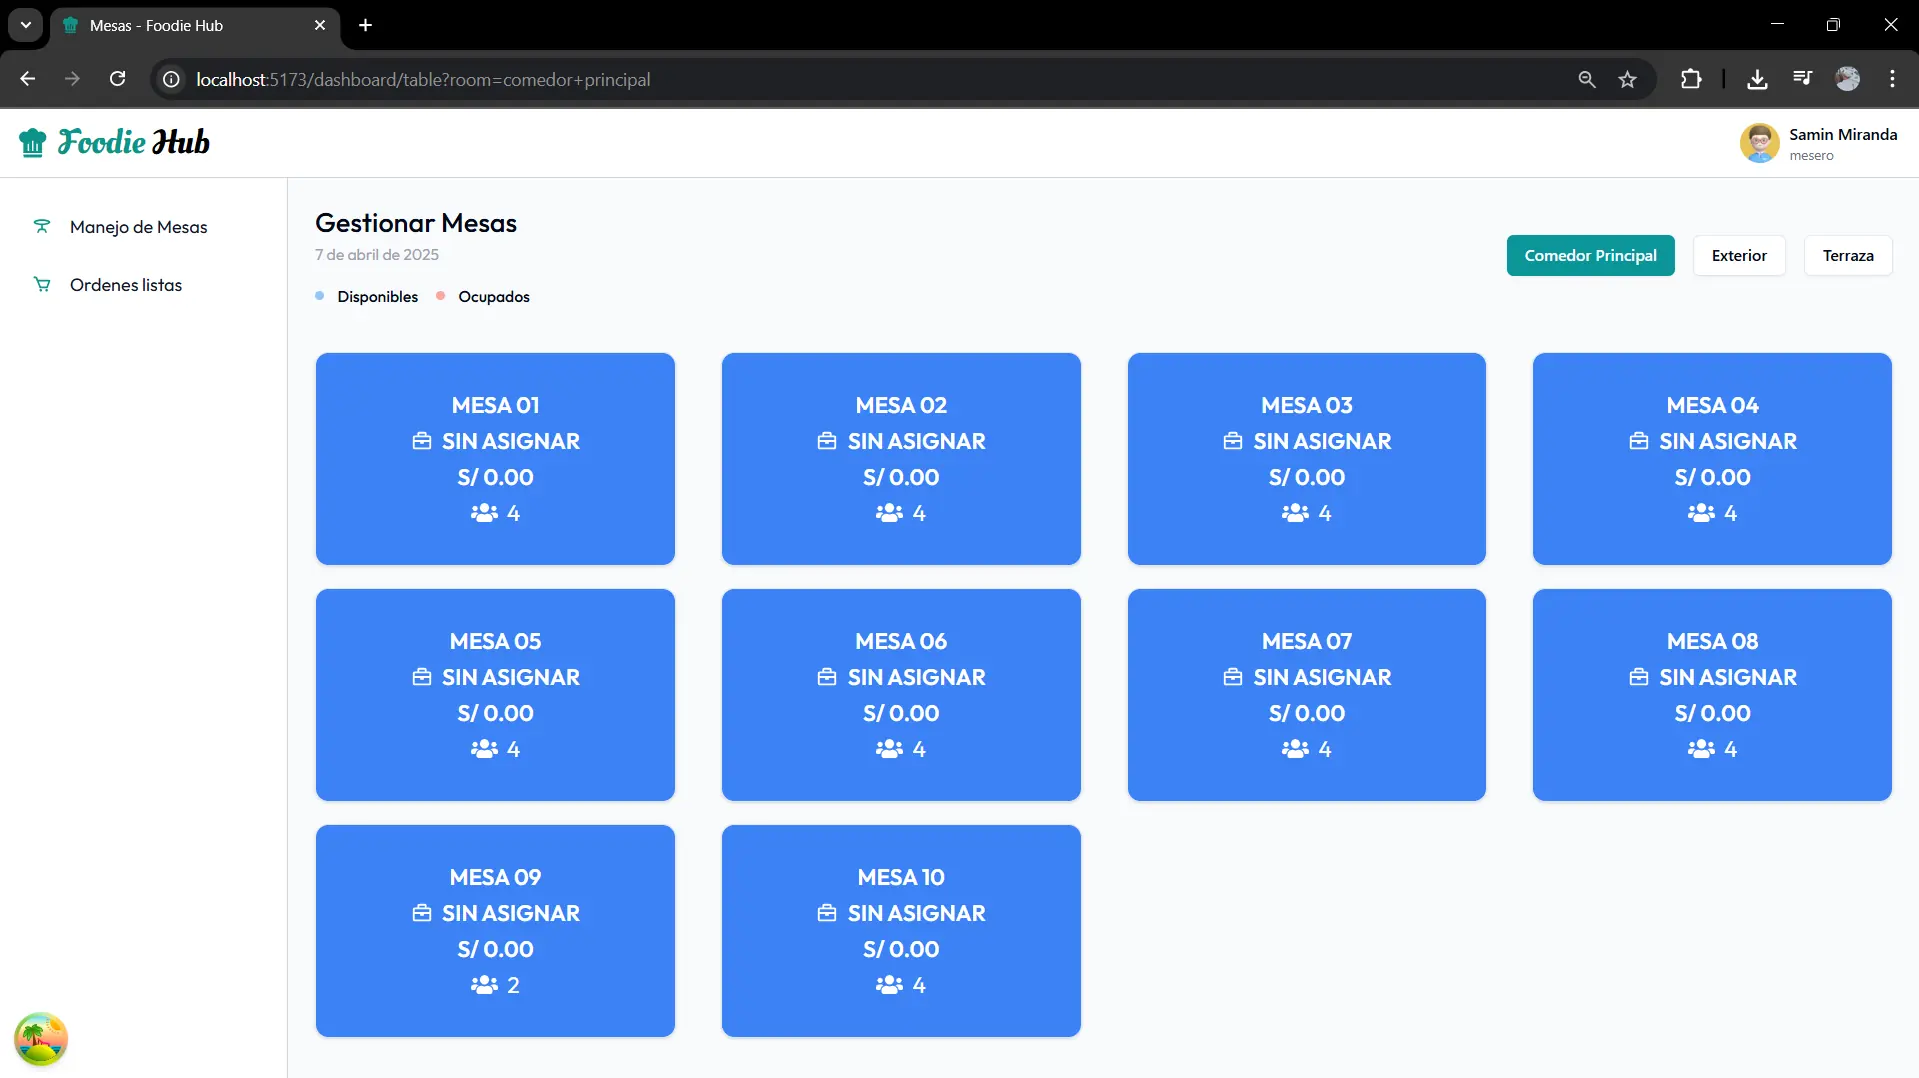 Mesas - Foodie Hub
localhost:5173/dashboard/table?room=comedor+principal
Foodie Hub
Samin Miranda
mesero
Manejo de Mesas
Ordenes listas
Gestionar Mesas
7 de abril de 2025
Disponibles
Ocupados
Comedor Principal
Exterior
Terraza
MESA 01
SIN ASIGNAR
S/ 0.00
4
MESA 02
SIN ASIGNAR
S/ 0.00
4
MESA 03
SIN ASIGNAR
S/ 0.00
4
MESA 04
SIN ASIGNAR
S/ 0.00
4
MESA 05
SIN ASIGNAR
S/ 0.00
4
MESA 06
SIN ASIGNAR
S/ 0.00
4
MESA 07
SIN ASIGNAR
S/ 0.00
4
MESA 08
SIN ASIGNAR
S/ 0.00
4
MESA 09
SIN ASIGNAR
S/ 0.00
2
MESA 10
SIN ASIGNAR
S/ 0.00
4